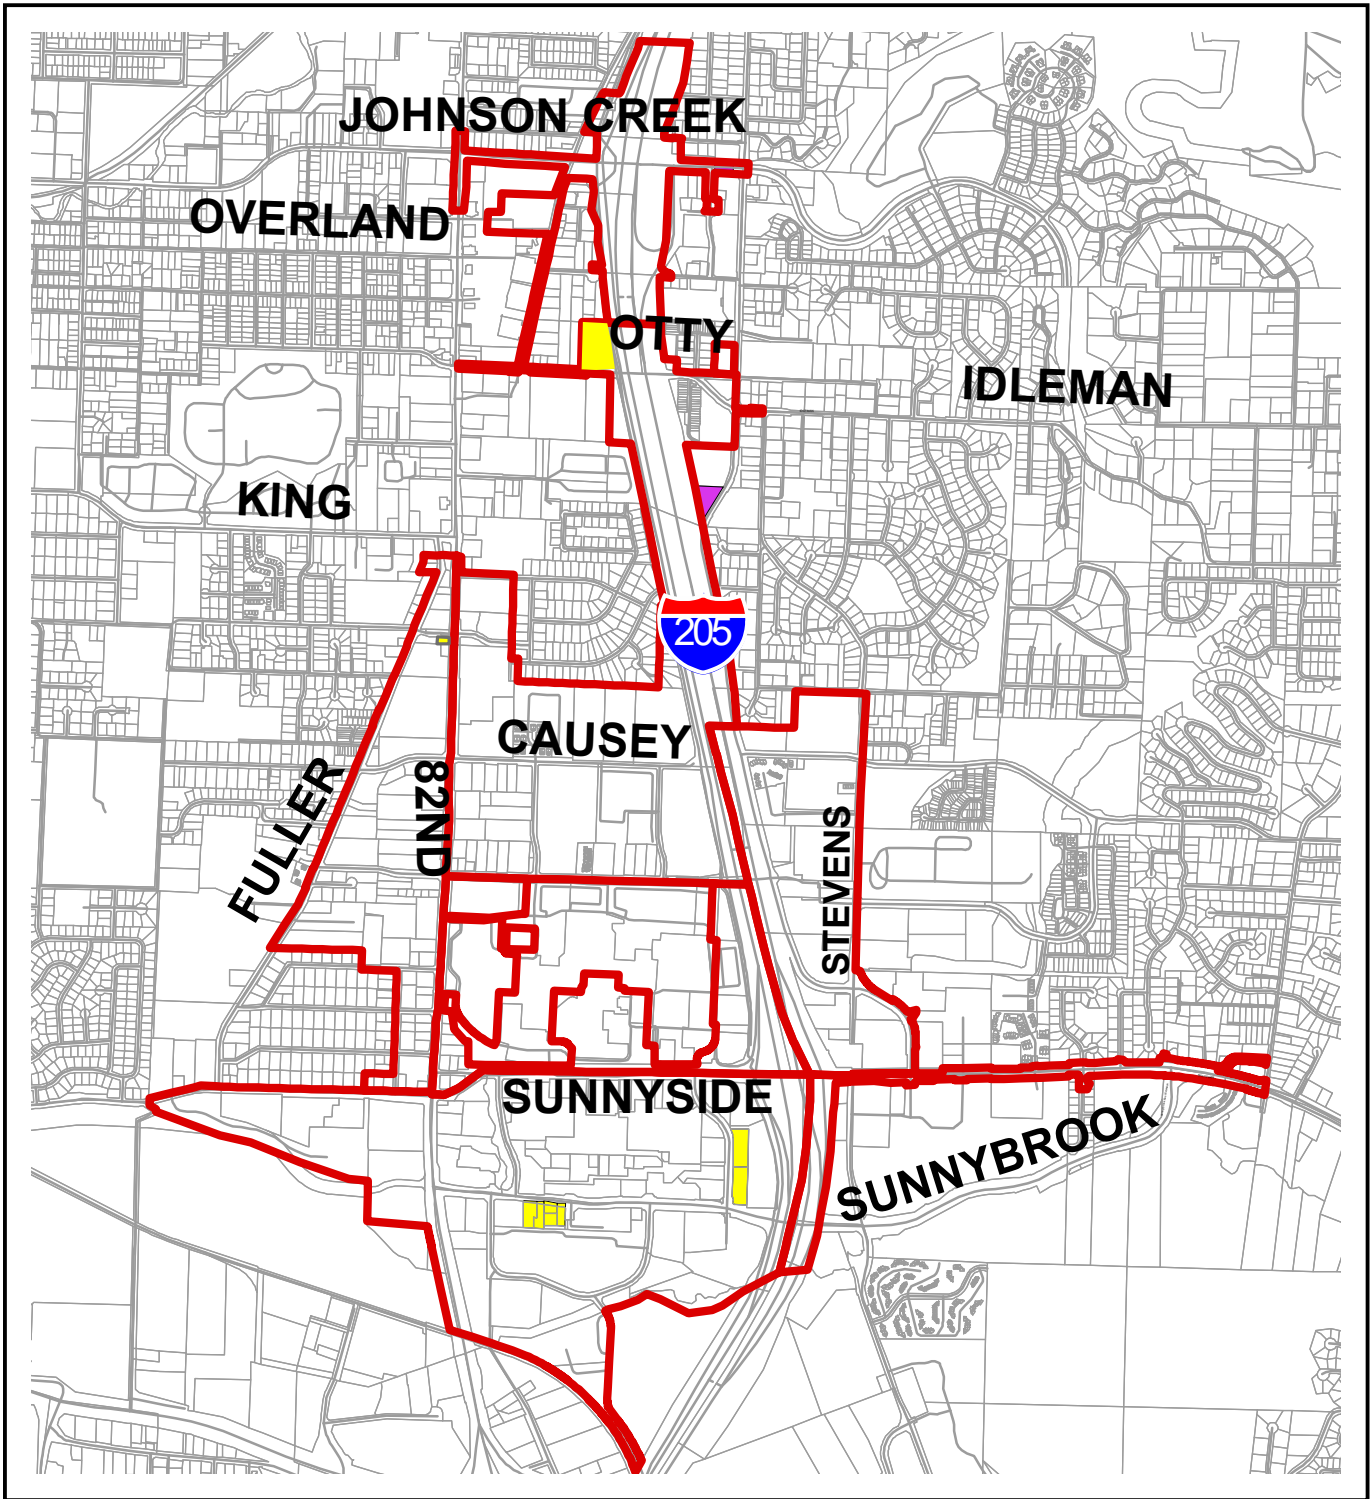 JOHNSON CREEK
OVERLAND
OTTY
IDLEMAN
KING
205
CAUSEY
FULLER
82ND
STEVENS
SUNNYSIDE
SUNNYBROOK